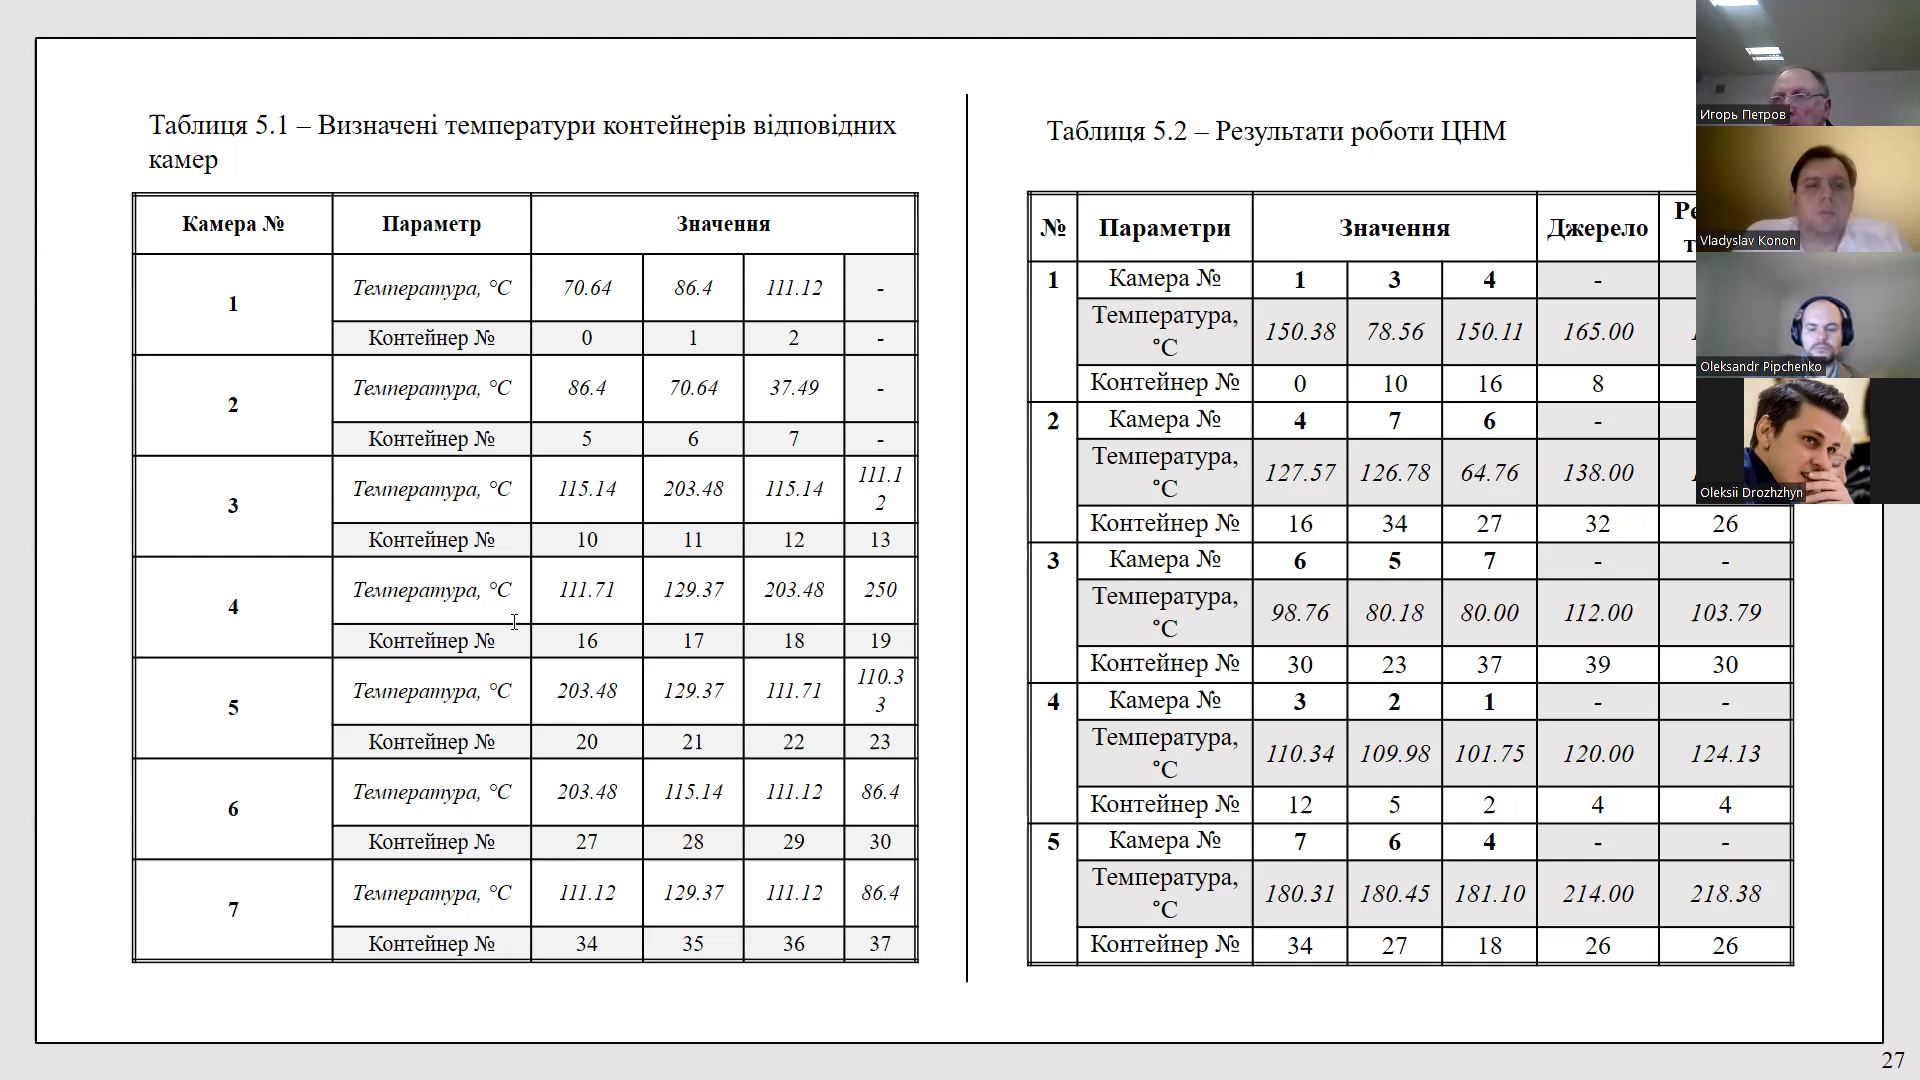 Таблиця 5.1 – Визначені температури контейнерів відповідних
камер
Камера № Параметр Значення
1 Температура, °C 70.64 86.4 111.12 -
Контейнер № 0 1 2 -
2 Температура, °C 86.4 70.64 37.49 -
Контейнер № 5 6 7 -
3 Температура, °C 115.14 203.48 115.14 111.1
2
Контейнер № 10 11 12 13
4 Температура, °C 111.71 129.37 203.48 250
Контейнер № 16 17 18 19
5 Температура, °C 203.48 129.37 111.71 110.3
3
Контейнер № 20 21 22 23
6 Температура, °C 203.48 115.14 111.12 86.4
Контейнер № 27 28 29 30
7 Температура, °C 111.12 129.37 111.12 86.4
Контейнер № 34 35 36 37
Таблиця 5.2 – Результати роботи ЦНМ
№ Параметри Значення Джерело
1 Камера № 1 3 4 -
Температура,
°C 150.38 78.56 150.11 165.00
Контейнер № 0 10 16 8
2 Камера № 4 7 6 -
Температура,
°C 127.57 126.78 64.76 138.00
Контейнер № 16 34 27 32 26
3 Камера № 6 5 7 - -
Температура,
°C 98.76 80.18 80.00 112.00 103.79
Контейнер № 30 23 37 39 30
4 Камера № 3 2 1 - -
Температура,
°C 110.34 109.98 101.75 120.00 124.13
Контейнер № 12 5 2 4 4
5 Камера № 7 6 4 - -
Температура,
°C 180.31 180.45 181.10 214.00 218.38
Контейнер № 34 27 18 26 26
Игорь Петров
Vladyslav Konon
Oleksandr Pipchenko
Oleksii Drozhzhyn
27